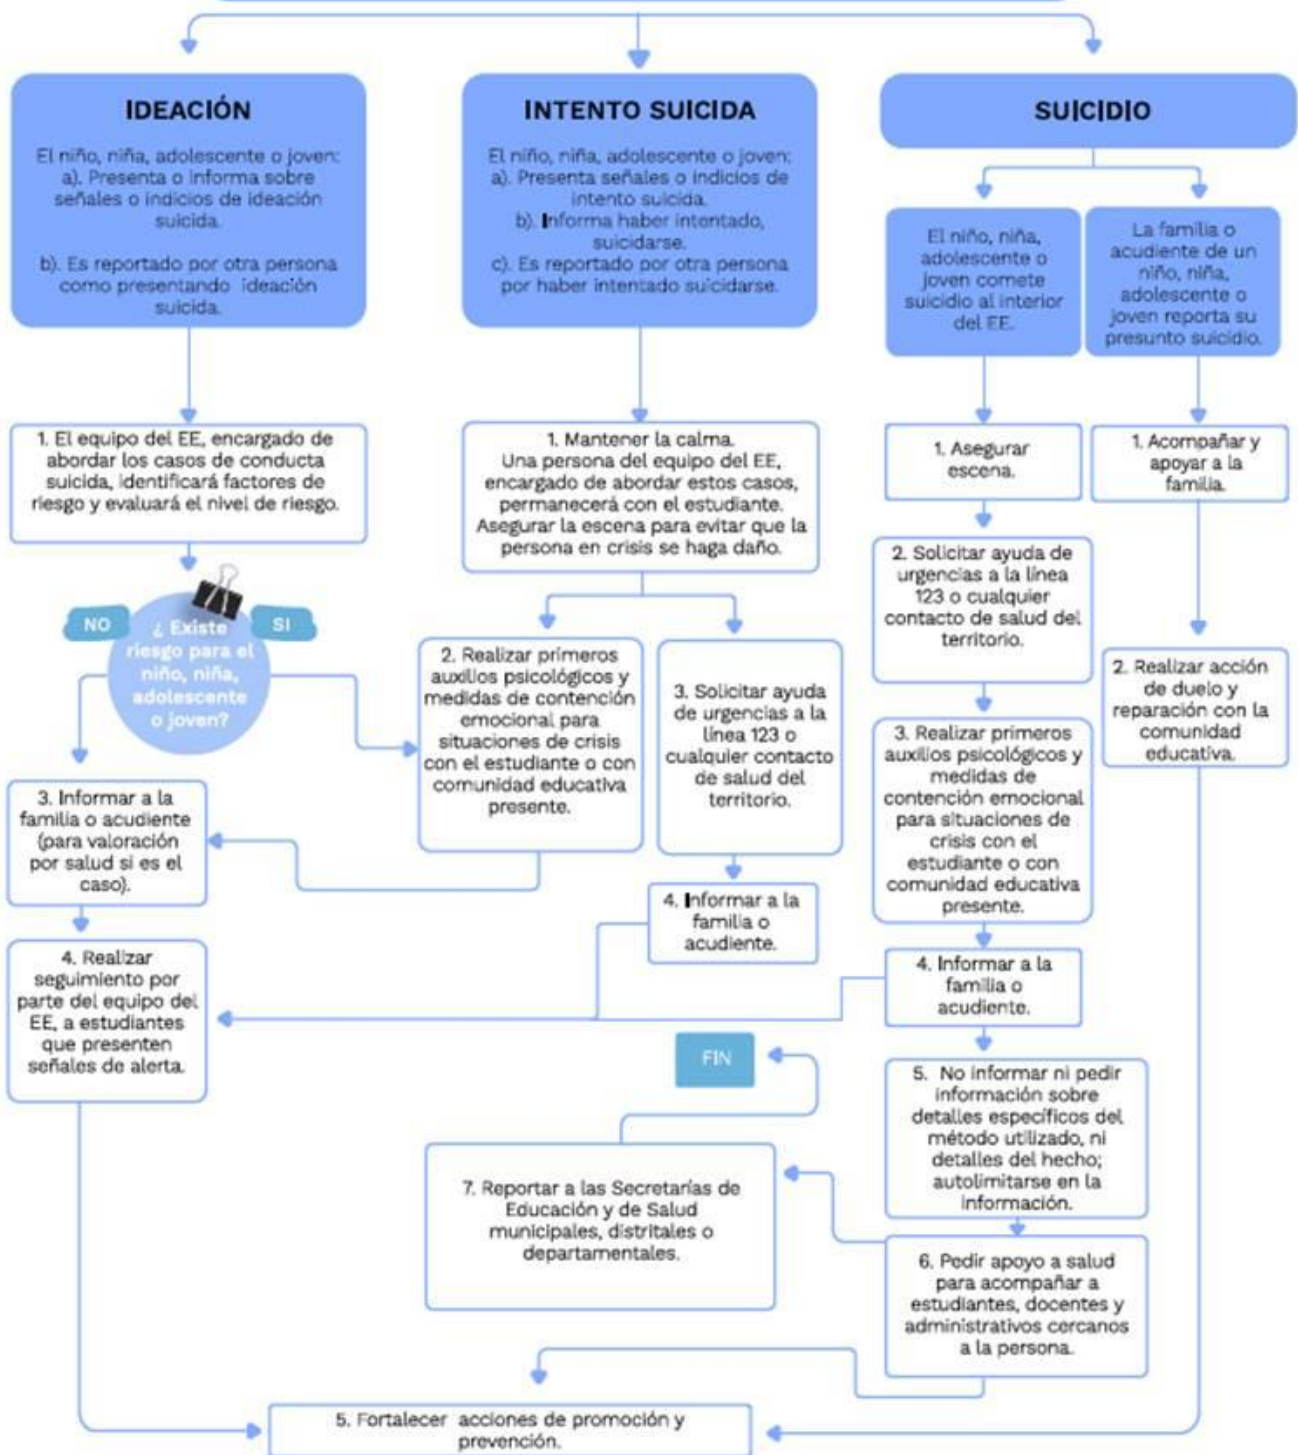 IDEACIÓN
El niño, niña, adolescente o joven:
a). Presenta o informa sobre
señales o indicios de ideación
suicida.
b). Es reportado por otra persona
como presentando ideación
suicida.
INTENTO SUICIDA
El niño, niña, adolescente o joven:
a). Presenta señales o indicios de
intento suicida.
b). Informa haber intentado,
suicidarse.
c). Es reportado por otra persona
por haber intentado suicidarse.
SUICIDIO
El niño, niña,
adolescente o
joven comete
suicidio al interior
del EE.
La familia o
acudiente de un
niño, niña,
adolescente o
joven reporta su
presunto suicidio.
1. El equipo del EE, encargado de
abordar los casos de conducta
suicida, identificará factores de
riesgo y evaluará el nivel de riesgo.
1. Mantener la calma.
Una persona del equipo del EE,
encargado de abordar estos casos,
permanecerá con el estudiante.
Asegurar la escena para evitar que la
persona en crisis se haga daño.
1. Asegurar
escena.
1. Acompañar y
apoyar a la
familia.
NO
SI
¿ Existe
riesgo para el
niño, niña,
adolescente
o joven?
2. Realizar primeros
auxilios psicológicos y
medidas de contención
emocional para
situaciones de crisis
con el estudiante o con
comunidad educativa
presente.
3. Solicitar ayuda
de urgencias a la
línea 123 o
cualquier contacto
de salud del
territorio.
2. Solicitar ayuda de
urgencias a la línea
123 o cualquier
contacto de salud del
territorio.
2. Realizar acción
de duelo y
reparación con la
comunidad
educativa.
3. Informar a la
familia o acudiente
(para valoración
por salud si es el
caso).
3. Realizar primeros
auxilios psicológicos y
medidas de
contención emocional
para situaciones de
crisis con el
estudiante o con
comunidad educativa
presente.
4. Informar a la
familia o
acudiente.
4. Realizar
seguimiento por
parte del equipo del
EE, a estudiantes
que presenten
señales de alerta.
4. Informar a la
familia o
acudiente.
FIN
5. No informar ni pedir
información sobre
detalles específicos del
método utilizado, ni
detalles del hecho;
autolimitarse en la
información.
7. Reportar a las Secretarías de
Educación y de Salud
municipales, distritales o
departamentales.
6. Pedir apoyo a salud
para acompañar a
estudiantes, docentes y
administrativos cercanos
a la persona.
5. Fortalecer acciones de promoción y
prevención.